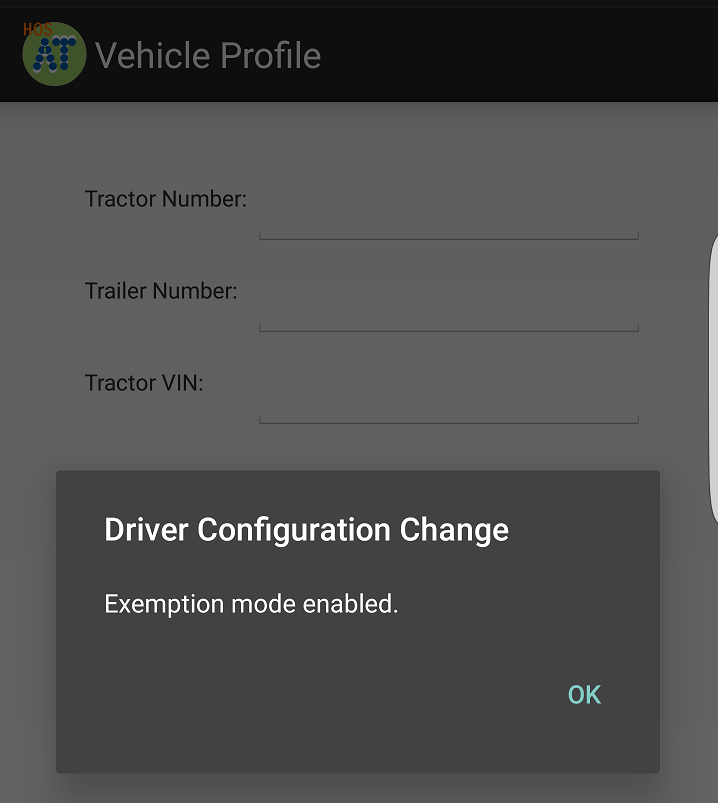 HOS
AT
Vehicle Profile
Tractor Number:
Trailer Number:
Tractor VIN:
Driver Configuration Change
Exemption mode enabled.
OK